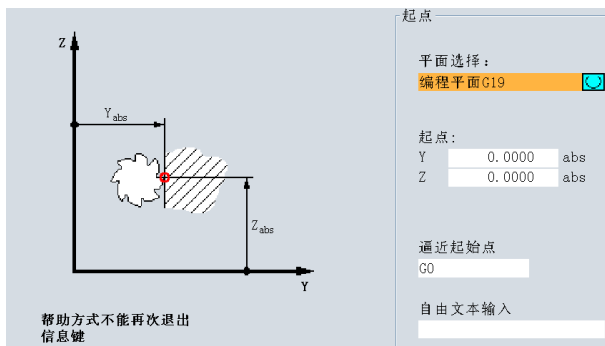 起点
Z
平面选择：
编程平面G19
Yabs
起点:
Y 0.0000 abs
Z 0.0000 abs
Zabs
逼近起始点
G0
Y
自由文本输入
帮助方式不能再次退出
信息键